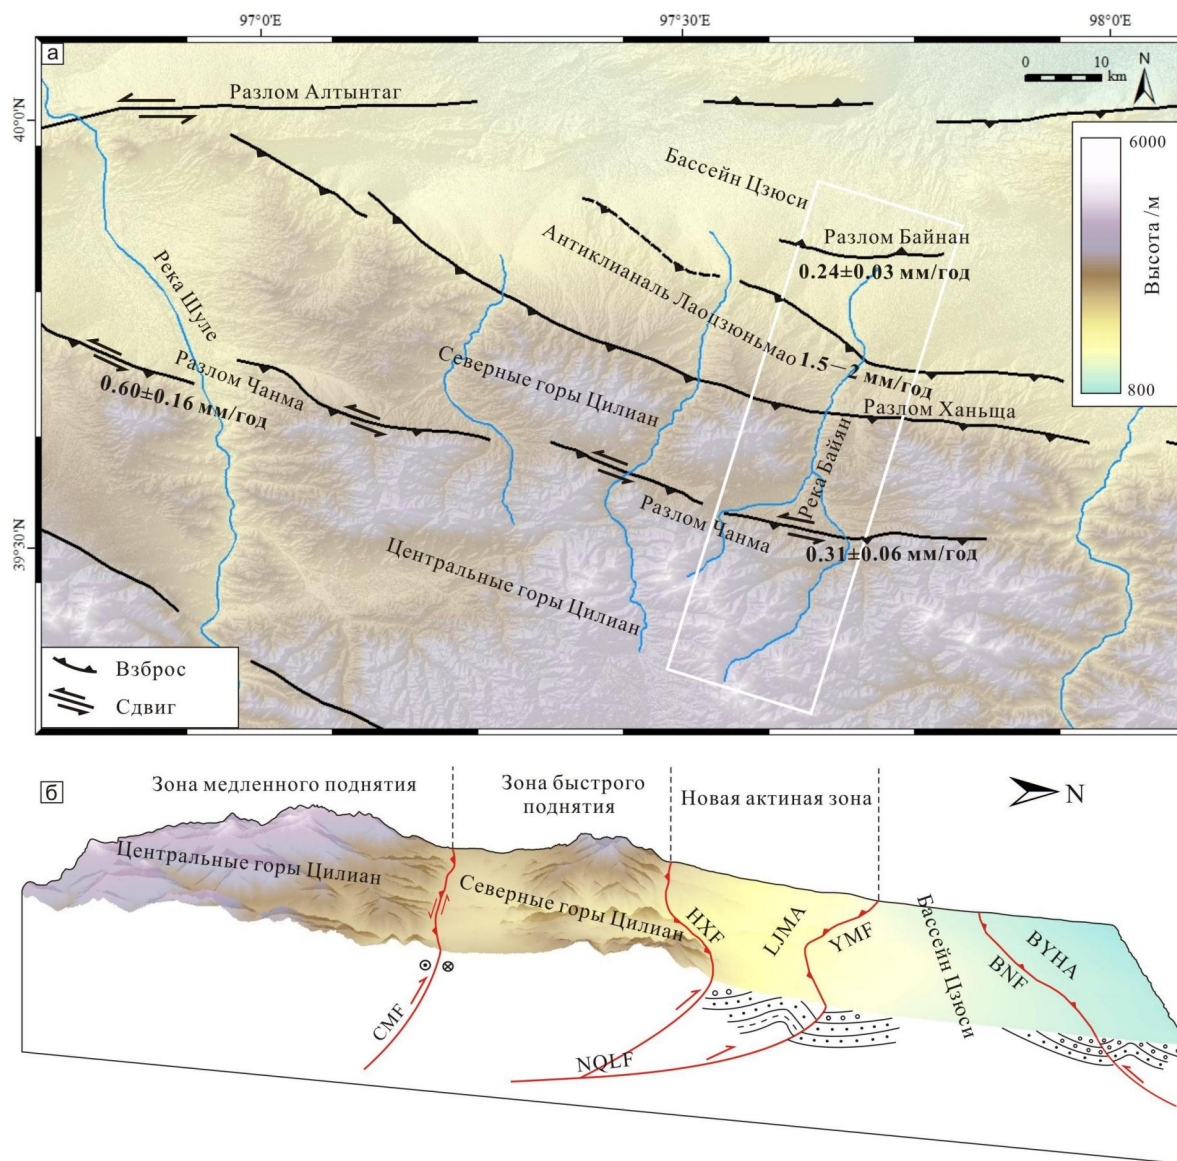 97°0'E
97°30'E
98°0'E
а
0 10
km
N
40°0'N
39°30'N
Разлом Алтынтаг
6000
Высота/м
800
Бассейн Цзюси
Разлом Байнан
0.24±0.03 мм/год
Антиклианаль Лаоцзюньмао
1.5—2 мм/год
Река Шуле
Разлом Чанма
0.60±0.16 мм/год
Северные горы Цилиан
Разлом Ханьща
Река Байян
Разлом Чанма
0.31±0.06 мм/год
Центральные горы Цилиан
Взброс
Сдвиг
б
Зона медленного поднятия
Зона быстрого
поднятия
Новая актиная зона
N
Центральные горы Цилиан
Северные горы Цилиан
HXF
LJMA
YMF
Бассейн Цзюси
BYHA
BNF
CMF
NQLF